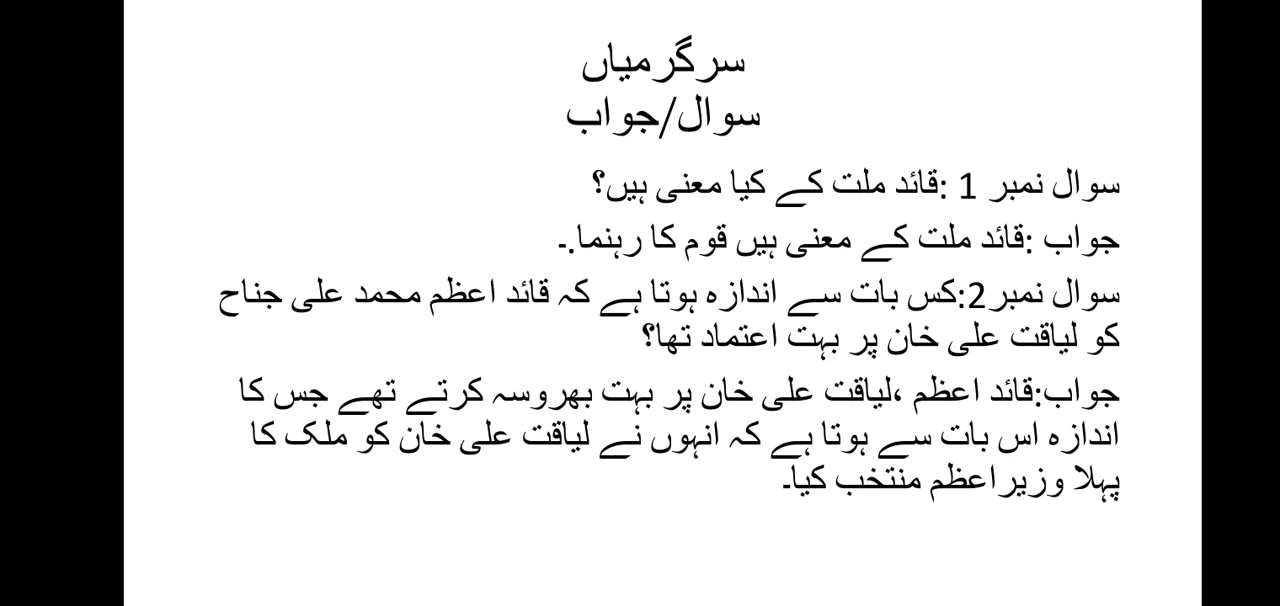 سرگرمیاں
سوال/جواب
سوال نمبر 1 :قائد ملت کے کیا معنی ہیں؟
جواب :قائد ملت کے معنی ہیں قوم کا رہنما.۔
سوال نمبر2:کس بات سے اندازہ ہوتا ہے کہ قائد اعظم محمد علی جناح
کو لیاقت علی خان پر بہت اعتماد تھا؟
جواب:قائد اعظم ،لیاقت علی خان پر بہت بھروسہ کرتے تھے جس کا
اندازہ اس بات سے ہوتا ہے کہ انہوں نے لیاقت علی خان کو ملک کا
پہلا وزیراعظم منتخب کیا۔